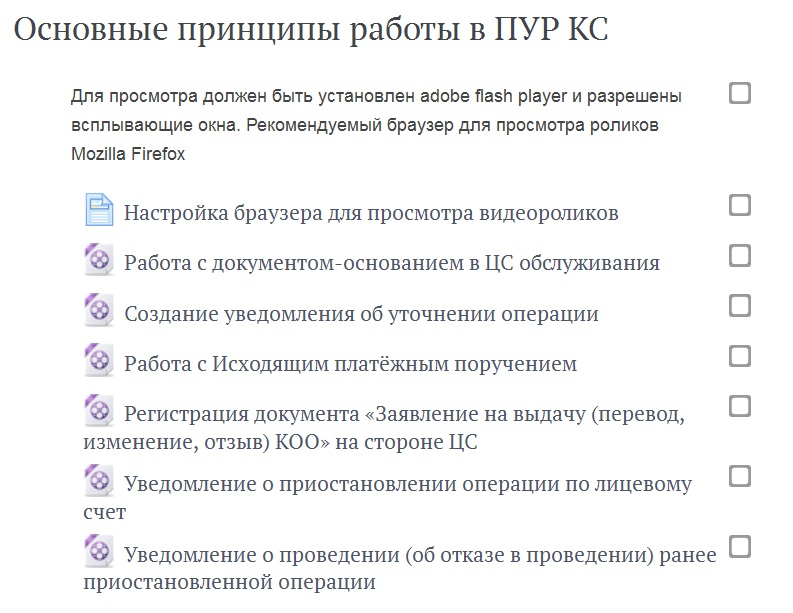 Основные принципы работы в ПУР КС
Для просмотра должен быть установлен adobe flash player и разрешены
всплывающие окна. Рекомендуемый браузер для просмотра роликов
Mozilla Firefox
Настройка браузера для просмотра видеороликов
Работа с документом-основанием в ЦС обслуживания
Создание уведомления об уточнении операции
Работа с Исходящим платёжным поручением
Регистрация документа «Заявление на выдачу (перевод,
изменение, отзыв) КОО» на стороне ЦС
Уведомление о приостановлении операции по лицевому
счет
Уведомление о проведении (об отказе в проведении) ранее
приостановленной операции